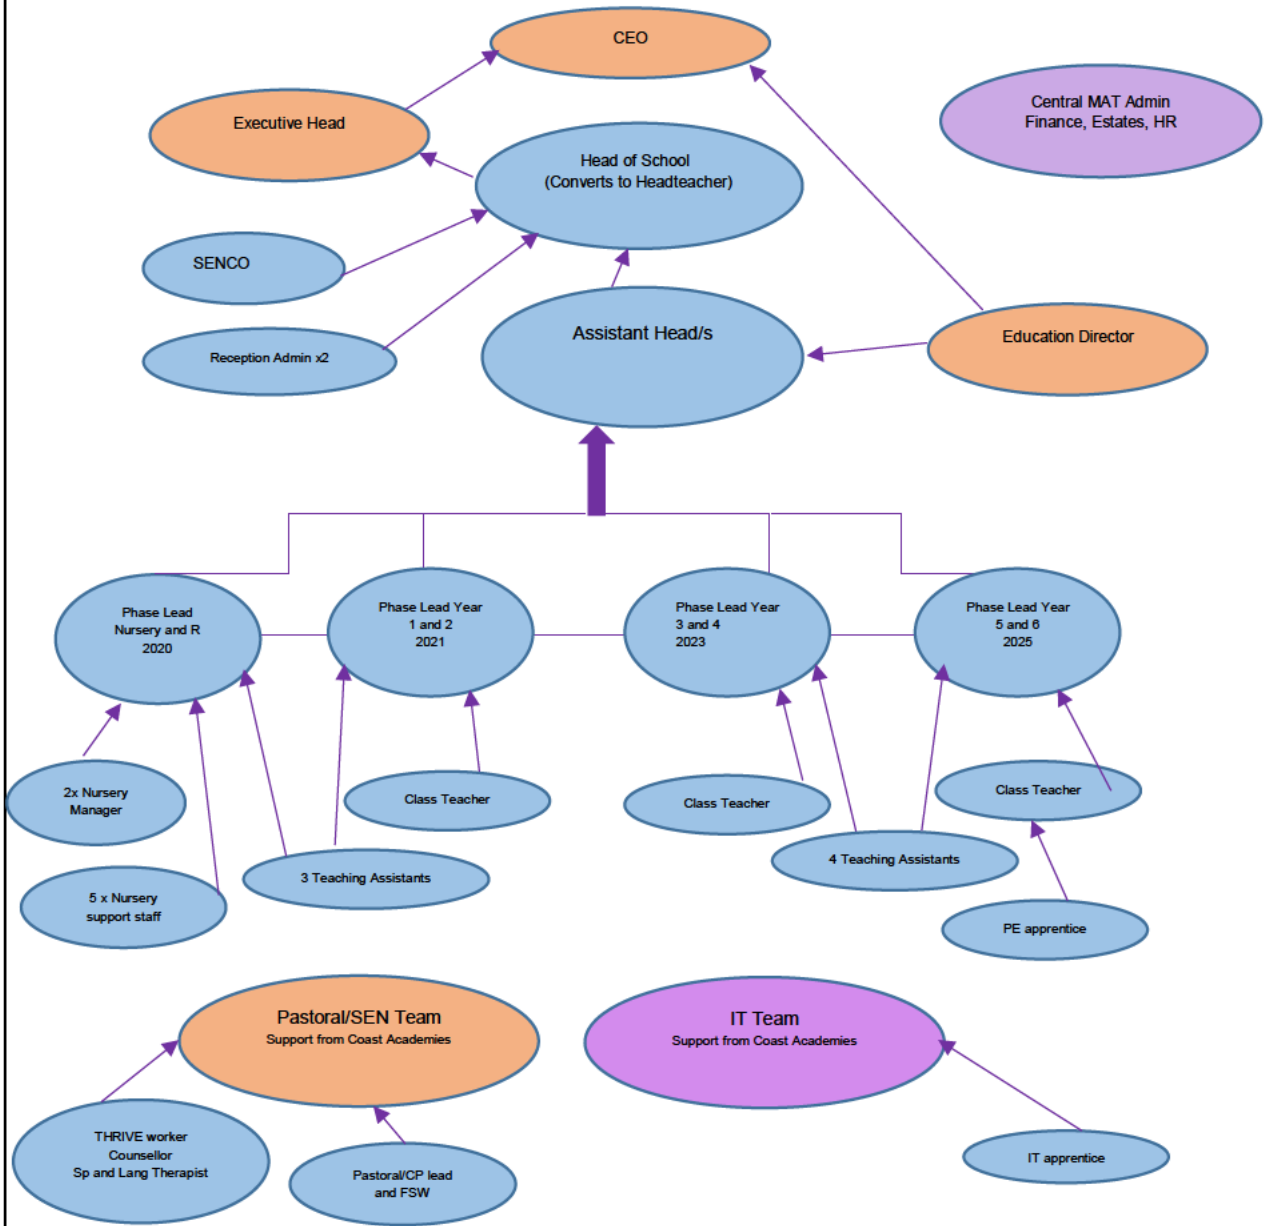 CEO
Executive Head
Central MAT Admin
Finance, Estates, HR
Head of School
(Converts to Headteacher)
SENCO
Reception Admin x2
Assistant Head/s
Education Director
Phase Lead
Nursery and R
2020
Phase Lead Year
1 and 2
2021
Phase Lead Year
3 and 4
2023
Phase Lead Year
5 and 6
2025
2x Nursery
Manager
Class Teacher
Class Teacher
Class Teacher
5 x Nursery
support staff
3 Teaching Assistants
4 Teaching Assistants
PE apprentice
Pastoral/SEN Team
Support from Coast Academies
IT Team
Support from Coast Academies
THRIVE worker
Counsellor
Sp and Lang Therapist
Pastoral/CP lead
and FSW
IT apprentice